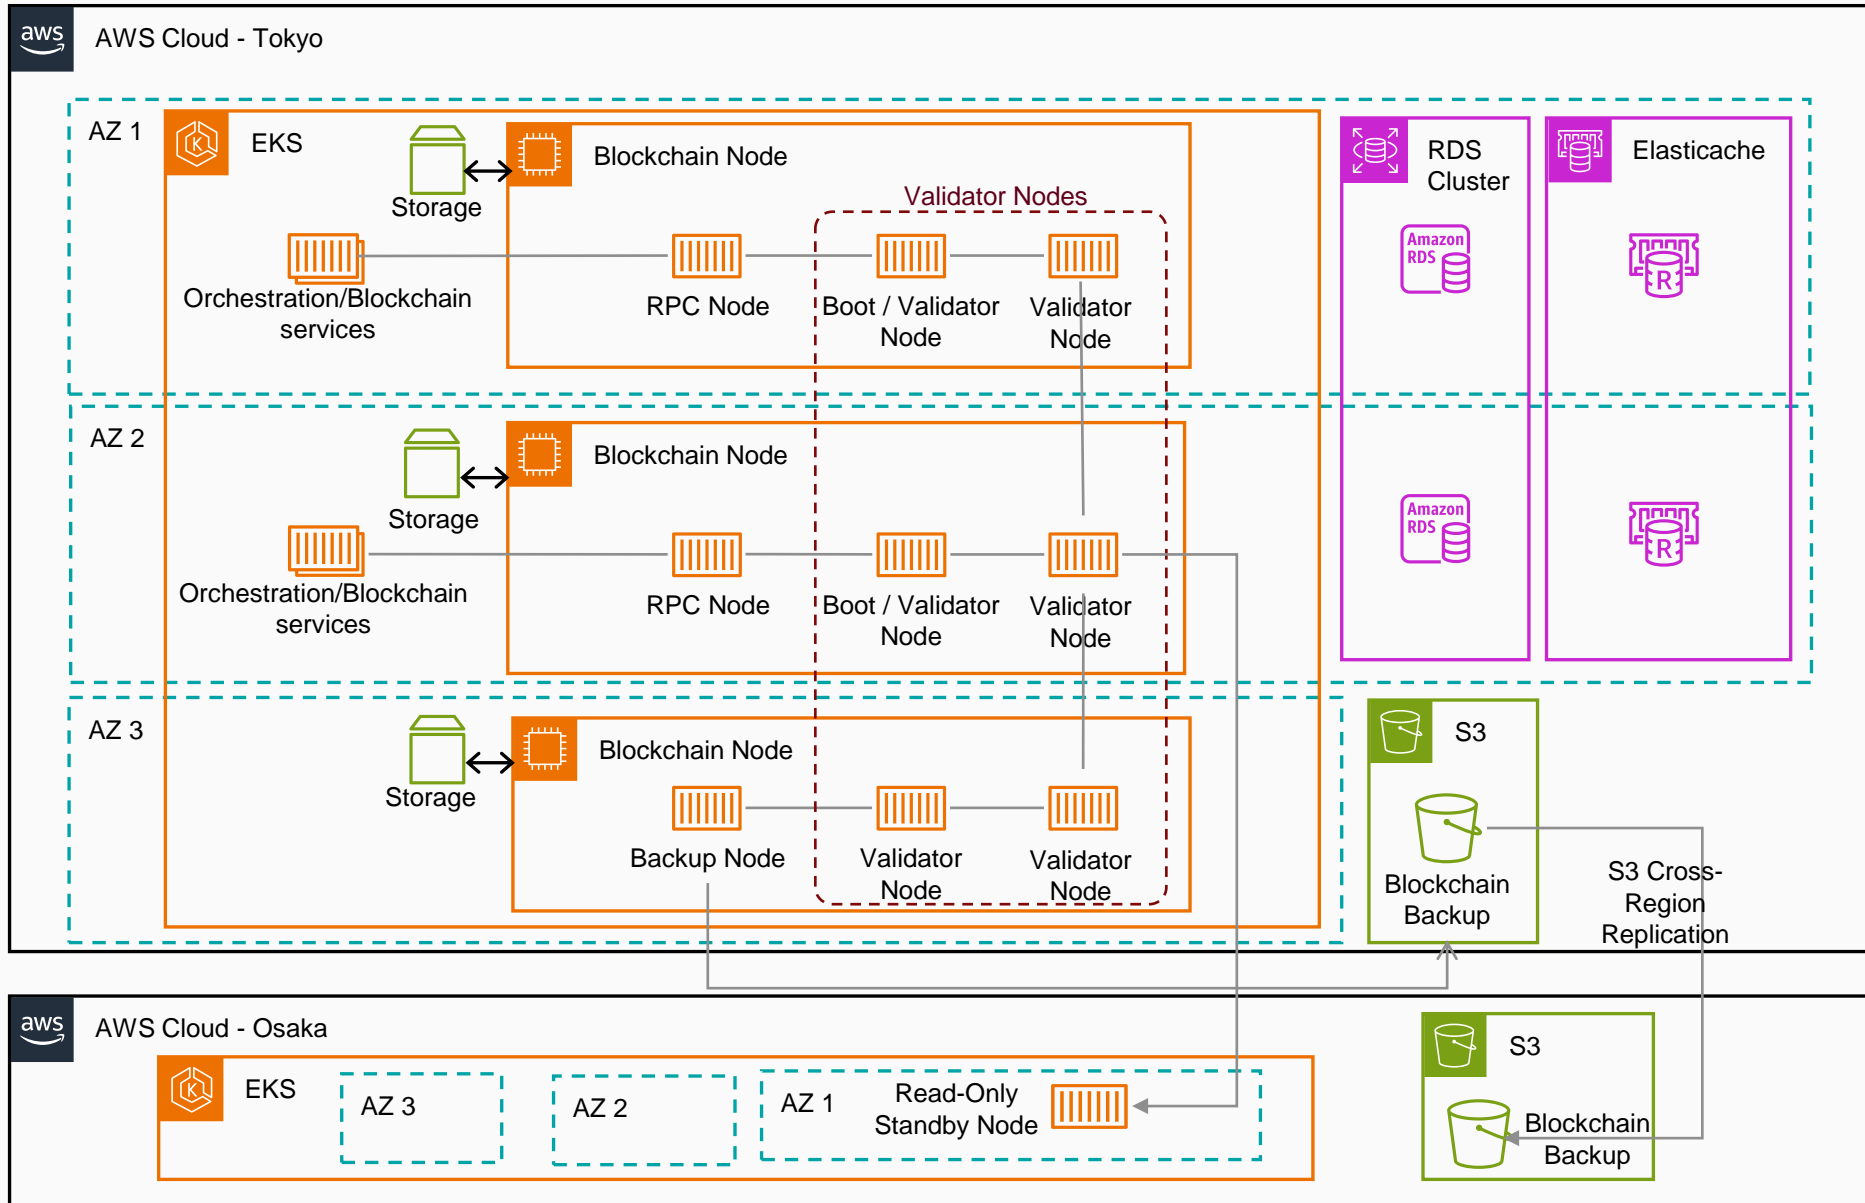 aws
AWS Cloud - Tokyo
AZ 1
K
EKS
Storage
Blockchain Node
Validator Nodes
Orchestration/Blockchain
services
RPC Node
Boot / Validator
Node
Validator
Node
RDS
Cluster
Amazon
RDS
Elasticache
R
AZ 2
Storage
Blockchain Node
Orchestration/Blockchain
services
RPC Node
Boot / Validator
Node
Validator
Node
Amazon
RDS
R
AZ 3
Storage
Blockchain Node
Backup Node
Validator
Node
Validator
Node
S3
Blockchain
Backup
S3 Cross-
Region
Replication
aws
AWS Cloud - Osaka
K
EKS
AZ 3
AZ 2
AZ 1
Read-Only
Standby Node
S3
Blockchain
Backup